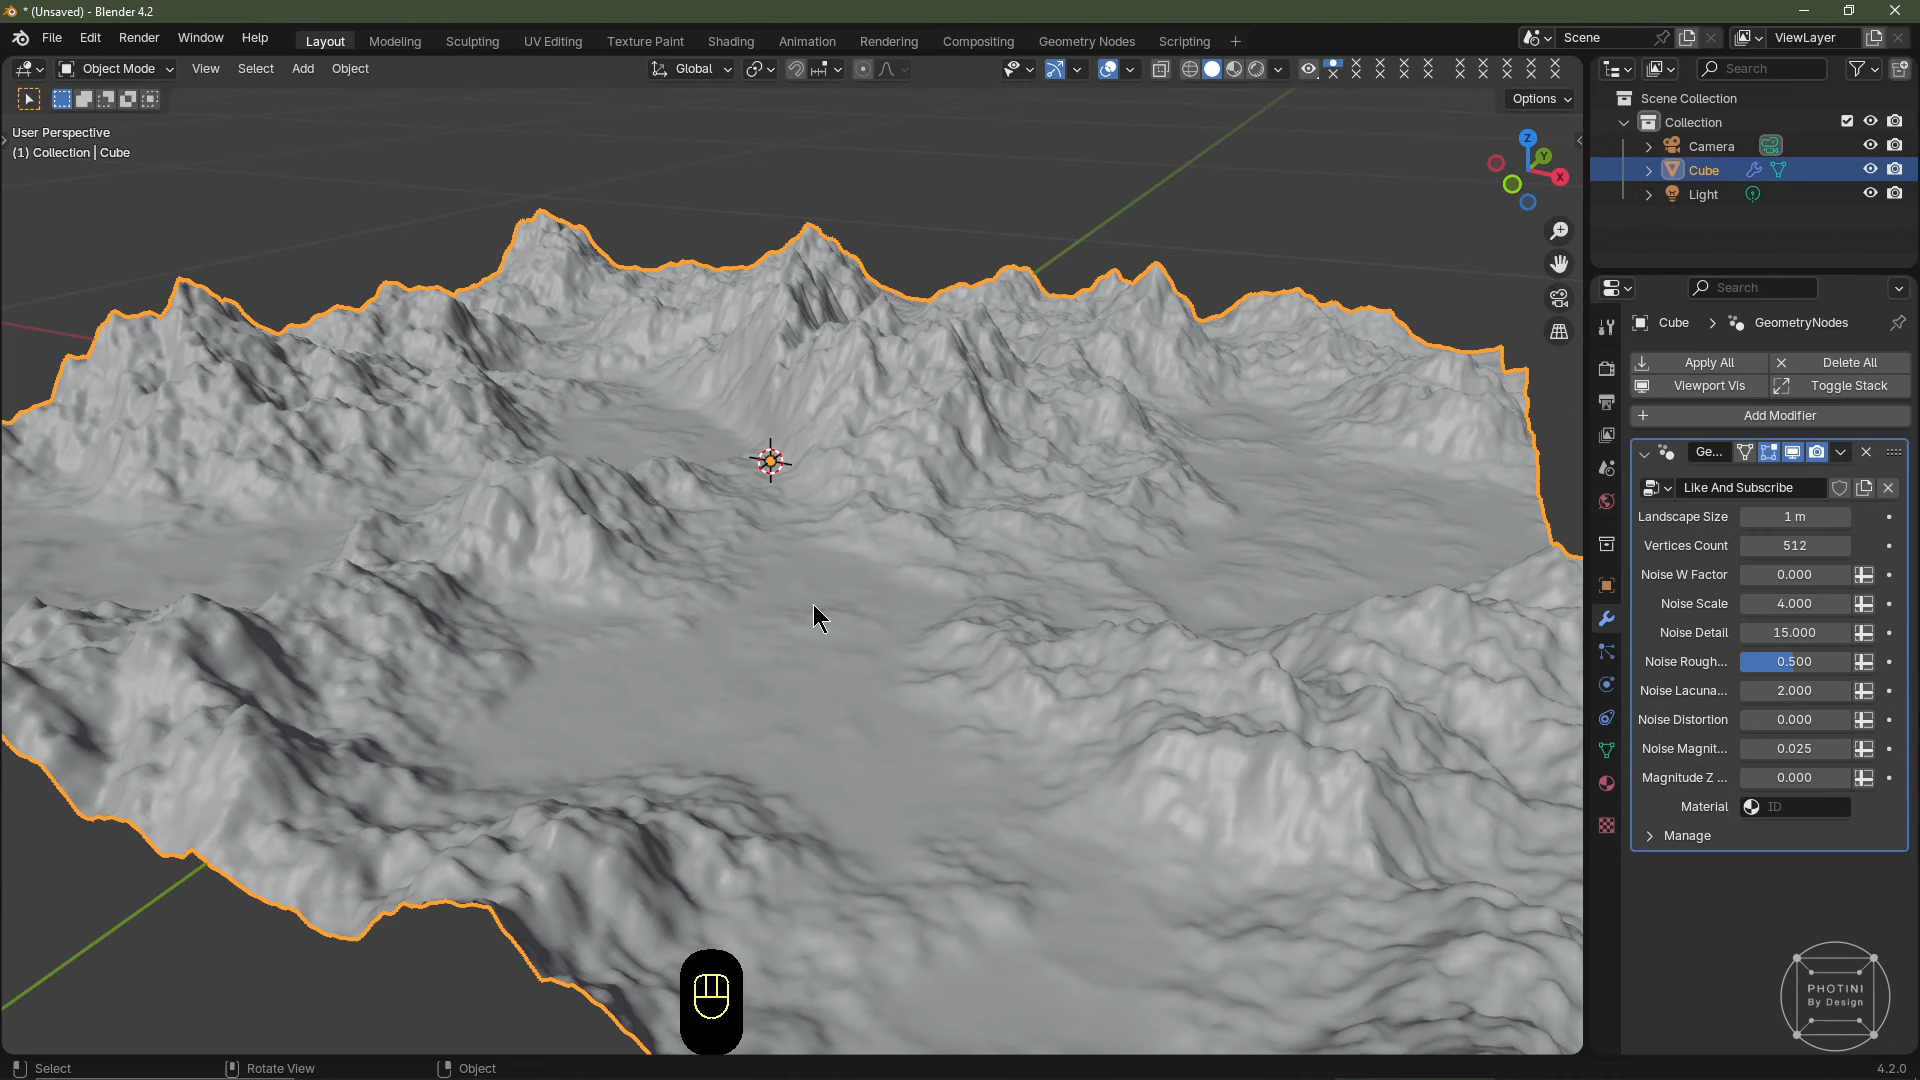 * (Unsaved) - Blender 4.2
File Edit Render Window Help
Layout Modeling Sculpting UV Editing Texture Paint Shading Animation Rendering Compositing Geometry Nodes Scripting +
Scene
ViewLayer
Object Mode View Select Add Object
Global
Search
Options
User Perspective
(1) Collection | Cube
Z
Y
X
Scene Collection
Collection
Camera
Cube
Light
Search
Cube
GeometryNodes
Apply All
Delete All
Viewport Vis
Toggle Stack
Add Modifier
Ge...
Like And Subscribe
Landscape Size 1 m
Vertices Count 512
Noise W Factor 0.000
Noise Scale 4.000
Noise Detail 15.000
Noise Rough... 0.500
Noise Lacuna... 2.000
Noise Distortion 0.000
Noise Magnit... 0.025
Magnitude Z ... 0.000
Material ID
Manage
PHOTINI
By Design
Select
Rotate View
Object
4.2.0